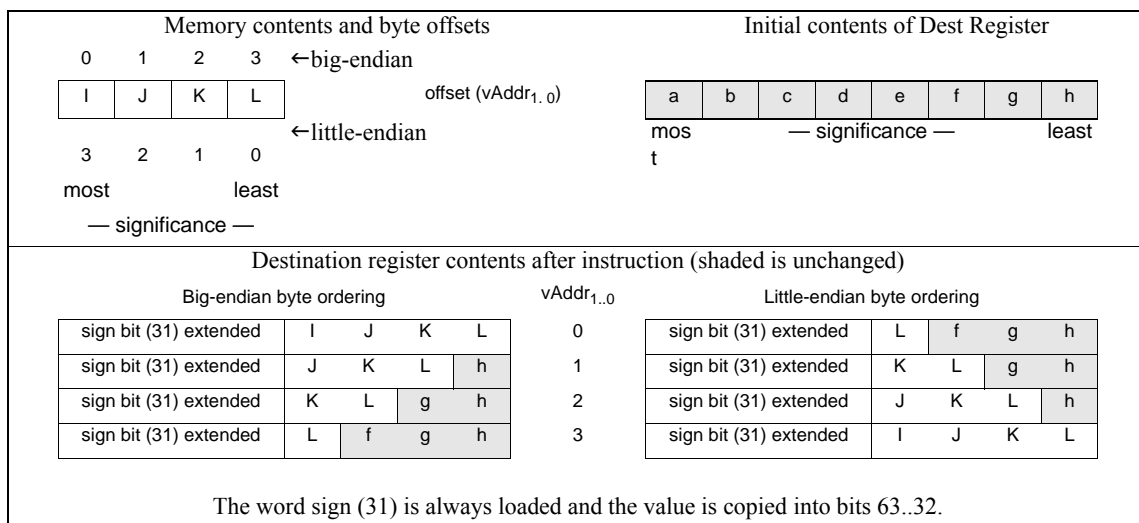 Memory contents and byte offsets
Initial contents of Dest Register
0 1 2 3 ←big-endian
I J K L
offset (vAddr1. 0)
a b c d e f g h
←little-endian
mos
t
— significance —
least
3 2 1 0
most least
— significance —
Destination register contents after instruction (shaded is unchanged)
Big-endian byte ordering vAddr1..0 Little-endian byte ordering
sign bit (31) extended I J K L 0 sign bit (31) extended L f g h
sign bit (31) extended J K L h 1 sign bit (31) extended K L g h
sign bit (31) extended K L g h 2 sign bit (31) extended J K L h
sign bit (31) extended L f g h 3 sign bit (31) extended I J K L
The word sign (31) is always loaded and the value is copied into bits 63..32.